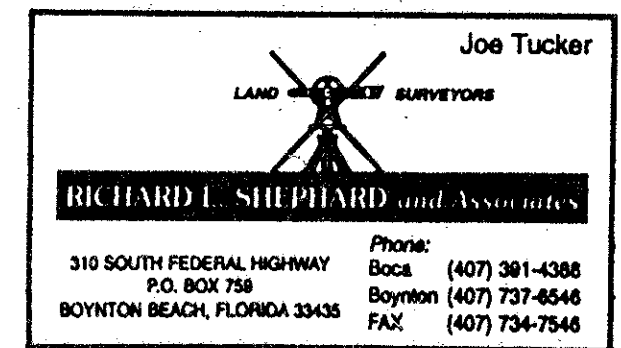 Joe Tucker
LAND SURVEYORS
RICHARD L. SHEPHARD and Associates
310 SOUTH FEDERAL HIGHWAY
P.O. BOX 759
BOYNTON BEACH, FLORIDA 33435
Phone:
Boca (407) 391-4388
Boynton (407) 737-6546
FAX (407) 734-7546